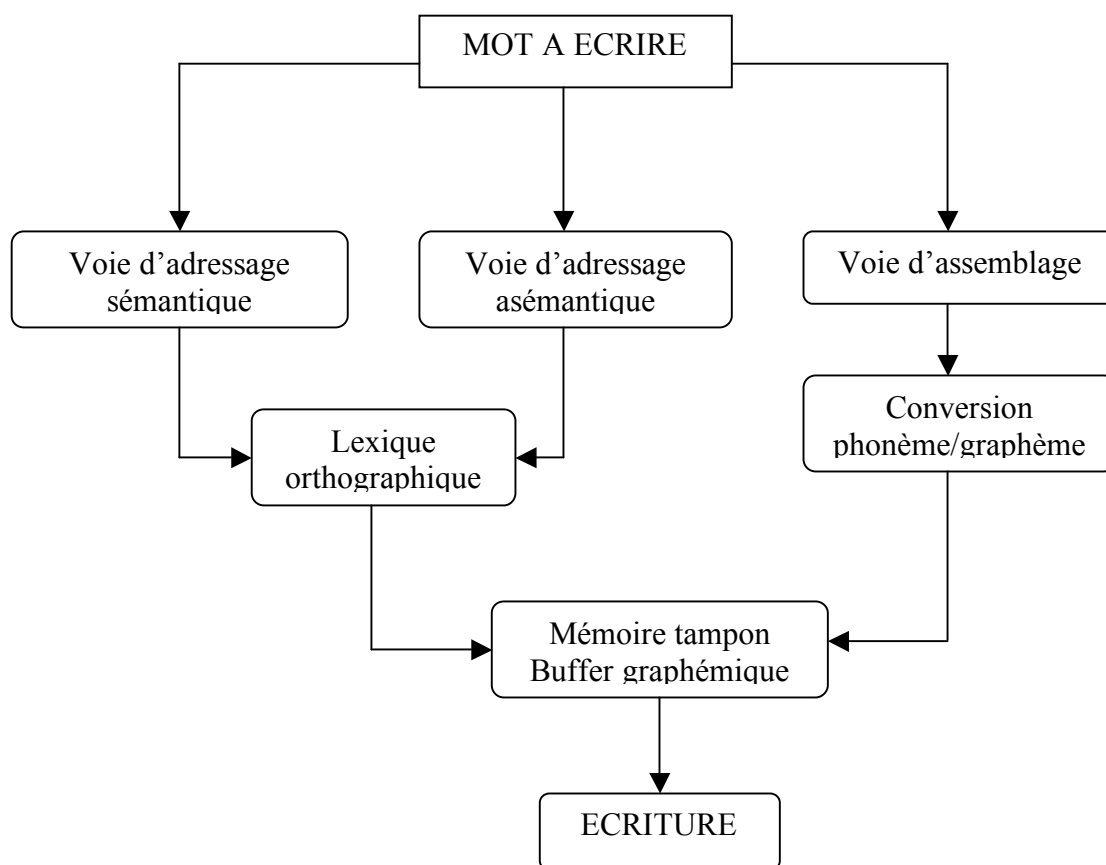 MOT A ECRIRE
Voie d’adressage
sémantique
Voie d’adressage
asémantique
Voie d’assemblage
Conversion
phonème/graphème
Lexique
orthographique
Mémoire tampon
Buffer graphémique
ECRITURE